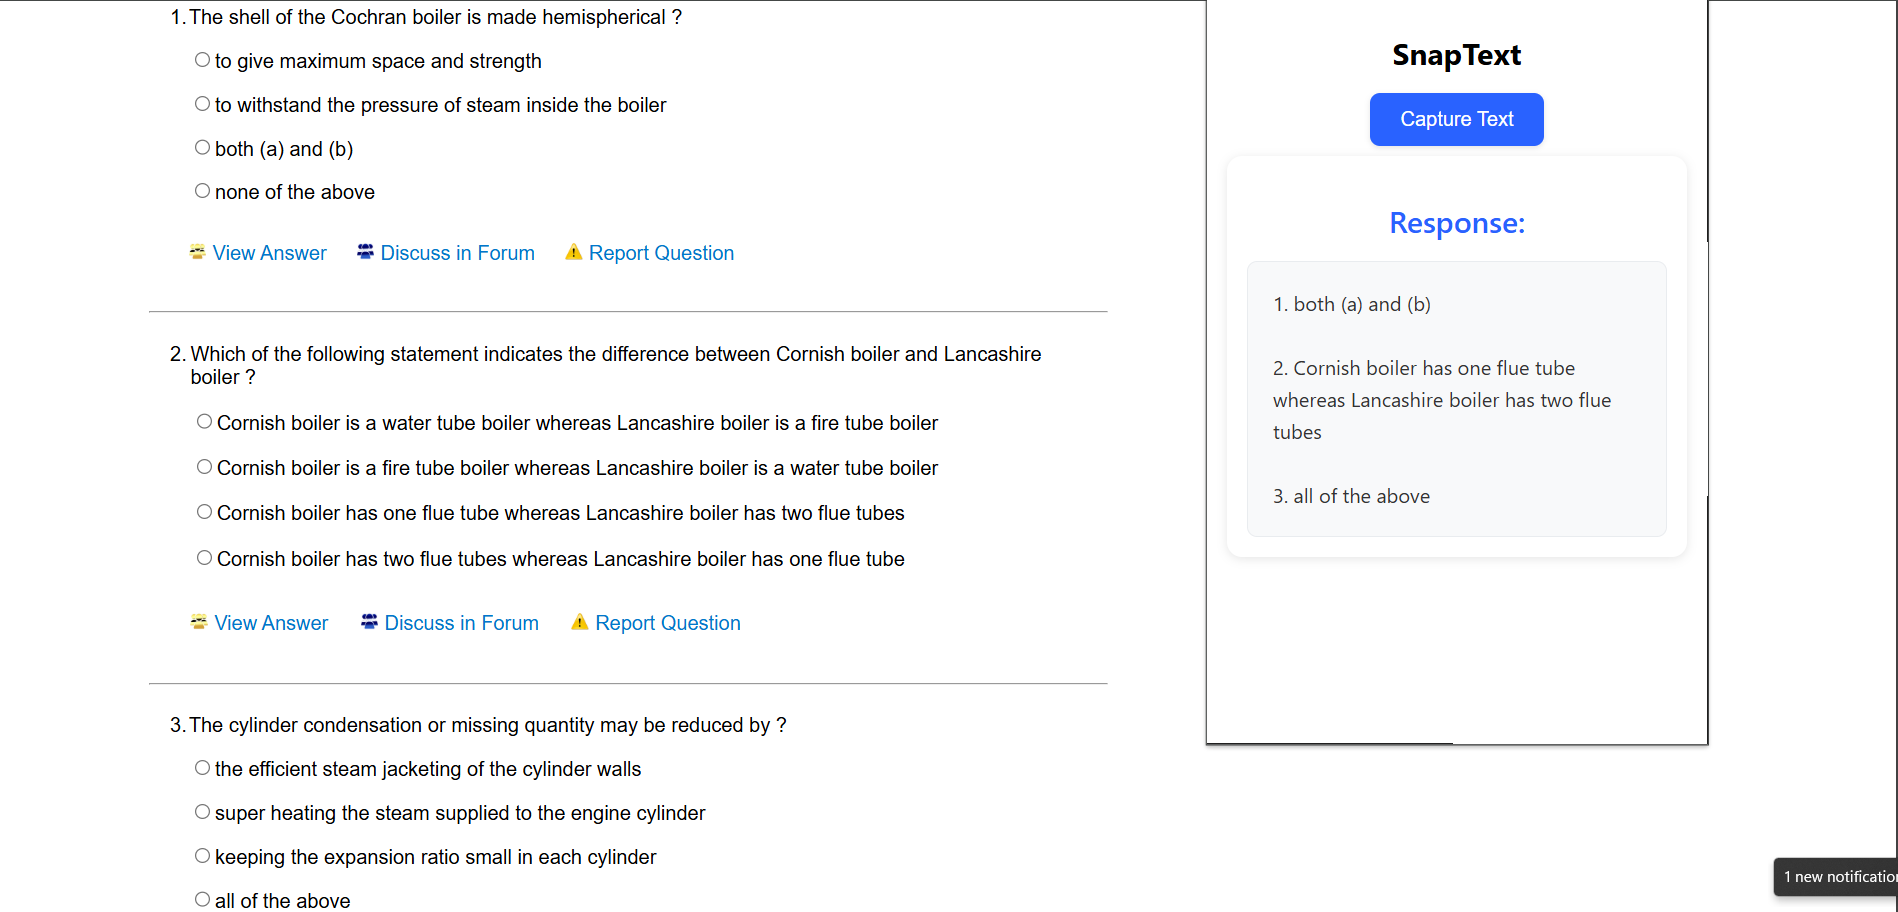 1. The shell of the Cochran boiler is made hemispherical ?
to give maximum space and strength
to withstand the pressure of steam inside the boiler
both (a) and (b)
none of the above
View Answer Discuss in Forum Report Question
2. Which of the following statement indicates the difference between Cornish boiler and Lancashire
boiler ?
Cornish boiler is a water tube boiler whereas Lancashire boiler is a fire tube boiler
Cornish boiler is a fire tube boiler whereas Lancashire boiler is a water tube boiler
Cornish boiler has one flue tube whereas Lancashire boiler has two flue tubes
Cornish boiler has two flue tubes whereas Lancashire boiler has one flue tube
View Answer Discuss in Forum Report Question
3. The cylinder condensation or missing quantity may be reduced by ?
the efficient steam jacketing of the cylinder walls
super heating the steam supplied to the engine cylinder
keeping the expansion ratio small in each cylinder
all of the above
SnapText
Capture Text
Response:
1. both (a) and (b)
2. Cornish boiler has one flue tube
whereas Lancashire boiler has two flue
tubes
3. all of the above
1 new notification